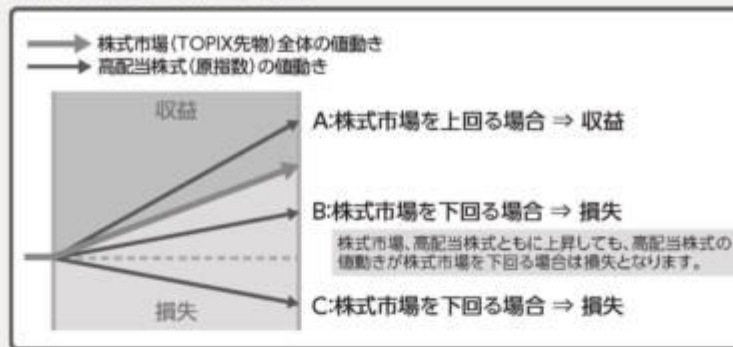 株式市場(TOPIX先物)全体の値動き
高配当株式(原指数)の値動き
収益
A:株式市場を上回る場合 ⇒ 収益
B:株式市場を下回る場合 ⇒ 損失
株式市場、高配当株式ともに上昇しても、高配当株式の
値動きが株式市場を下回る場合は損失となります。
損失
C:株式市場を下回る場合 ⇒ 損失